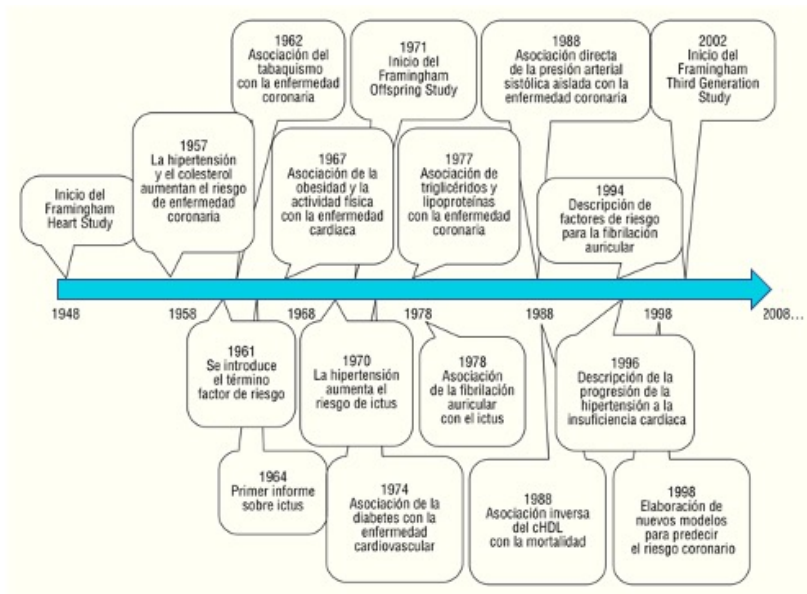 1962
Asociación del
tabaquismo
con la enfermedad
coronaria
1971
Inicio del
Framingham
Offspring Study
1988
Asociación directa
de la presión arterial
sistólica aislada con la
enfermedad coronaria
2002
Inicio del
Framingham
Third Generation
Study
Inicio del
Framingham
Heart Study
1957
La hipertensión
y el colesterol
aumentan el riesgo
de enfermedad
coronaria
1967
Asociación de la
obesidad y la
actividad física
con la enfermedad
cardíaca
1977
Asociación de
triglicéridos y
lipoproteínas
con la enfermedad
coronaria
1994
Descripción de
factores de riesgo
para la fibrilación
auricular
1948
1958
1968
1978
1988
1998
2008...
1961
Se introduce
el término
factor de riesgo
1970
La hipertensión
aumenta el
riesgo de ictus
1978
Asociación
de la fibrilación
auricular
con el ictus
1996
Descripción de la
progresión de la
hipertensión a la
insuficiencia cardíaca
1964
Primer informe
sobre ictus
1974
Asociación de la
diabetes con la
enfermedad
cardiovascular
1988
Asociación inversa
del cHDL
con la mortalidad
1998
Elaboración de
nuevos modelos
para predecir
el riesgo coronario